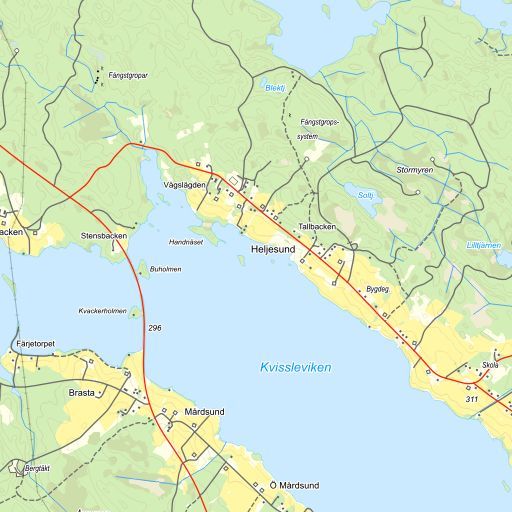 Fångstgropar
Blektj
Fångstgrops-
system
Stormyren
Vågslägden
Soltj
Tallbacken
acken
Stensbacken
Handnäset
Heljesund
Lilltjärnen
Buholmen
Bygdeg
Kvackerholmen
296
Färjetorpet
Kvissleviken
Skola
Brasta
311
Mårdsund
Bergtäkt
Ö Mårdsund